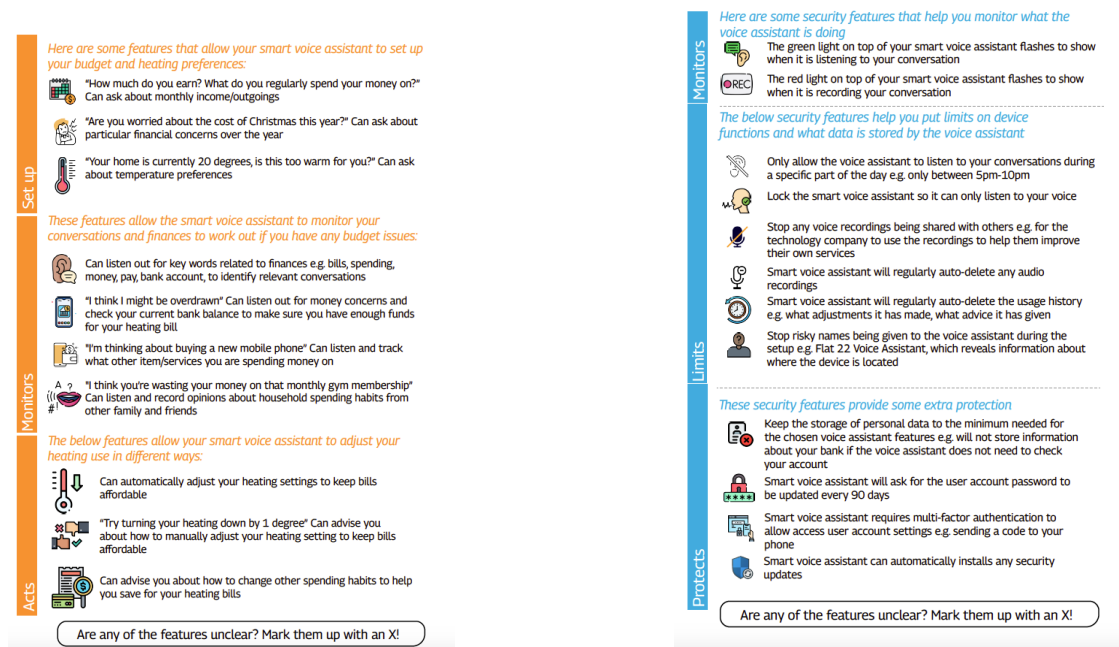 Here are some features that allow your smart voice assistant to set up
your budget and heating preferences:
"How much do you earn? What do you regularly spend your money on?"
Can ask about monthly income/outgoings
"Are you worried about the cost of Christmas this year?" Can ask about
particular financial concerns over the year
"Your home is currently 20 degrees, is this too warm for you?" Can ask
about temperature preferences
Set up
These features allow the smart voice assistant to monitor your
conversations and finances to work out if you have any budget issues:
Can listen out for key words related to finances e.g. bills, spending,
money, pay, bank account, to identify relevant conversations
"I think I might be overdrawn" Can listen out for money concerns and
check your current bank balance to make sure you have enough funds
for your heating bill
"I'm thinking about buying a new mobile phone" Can listen and track
what other item/services you are spending money on
A ?
#!
"I think you're wasting your money on that monthly gym membership"
Can listen and record opinions about household spending habits from
other family and friends
Monitors
The below features allow your smart voice assistant to adjust your
heating use in different ways:
Can automatically adjust your heating settings to keep bills
affordable
"Try turning your heating down by 1 degree" Can advise you
about how to manually adjust your heating setting to keep bills
affordable
Can advise you about how to change other spending habits to help
you save for your heating bills
Acts
Are any of the features unclear? Mark them up with an X!
Here are some security features that help you monitor what the
voice assistant is doing
The green light on top of your smart voice assistant flashes to show
when it is listening to your conversation
REC
The red light on top of your smart voice assistant flashes to show
when it is recording your conversation
Monitors
The below security features help you put limits on device
functions and what data is stored by the voice assistant
Only allow the voice assistant to listen to your conversations during
a specific part of the day e.g. only between 5pm-10pm
Lock the smart voice assistant so it can only listen to your voice
Stop any voice recordings being shared with others e.g. for the
technology company to use the recordings to help them improve
their own services
Smart voice assistant will regularly auto-delete any audio
recordings
Smart voice assistant will regularly auto-delete the usage history
e.g. what adjustments it has made, what advice it has given
Stop risky names being given to the voice assistant during the
setup e.g. Flat 22 Voice Assistant, which reveals information about
where the device is located
Limits
These security features provide some extra protection
Keep the storage of personal data to the minimum needed for
the chosen voice assistant features e.g. will not store information
about your bank if the voice assistant does not need to check
your account
Smart voice assistant will ask for the user account password to
be updated every 90 days
Smart voice assistant requires multi-factor authentication to
allow access user account settings e.g. sending a code to your
phone
Smart voice assistant can automatically installs any security
updates
Protects
Are any of the features unclear? Mark them up with an X!